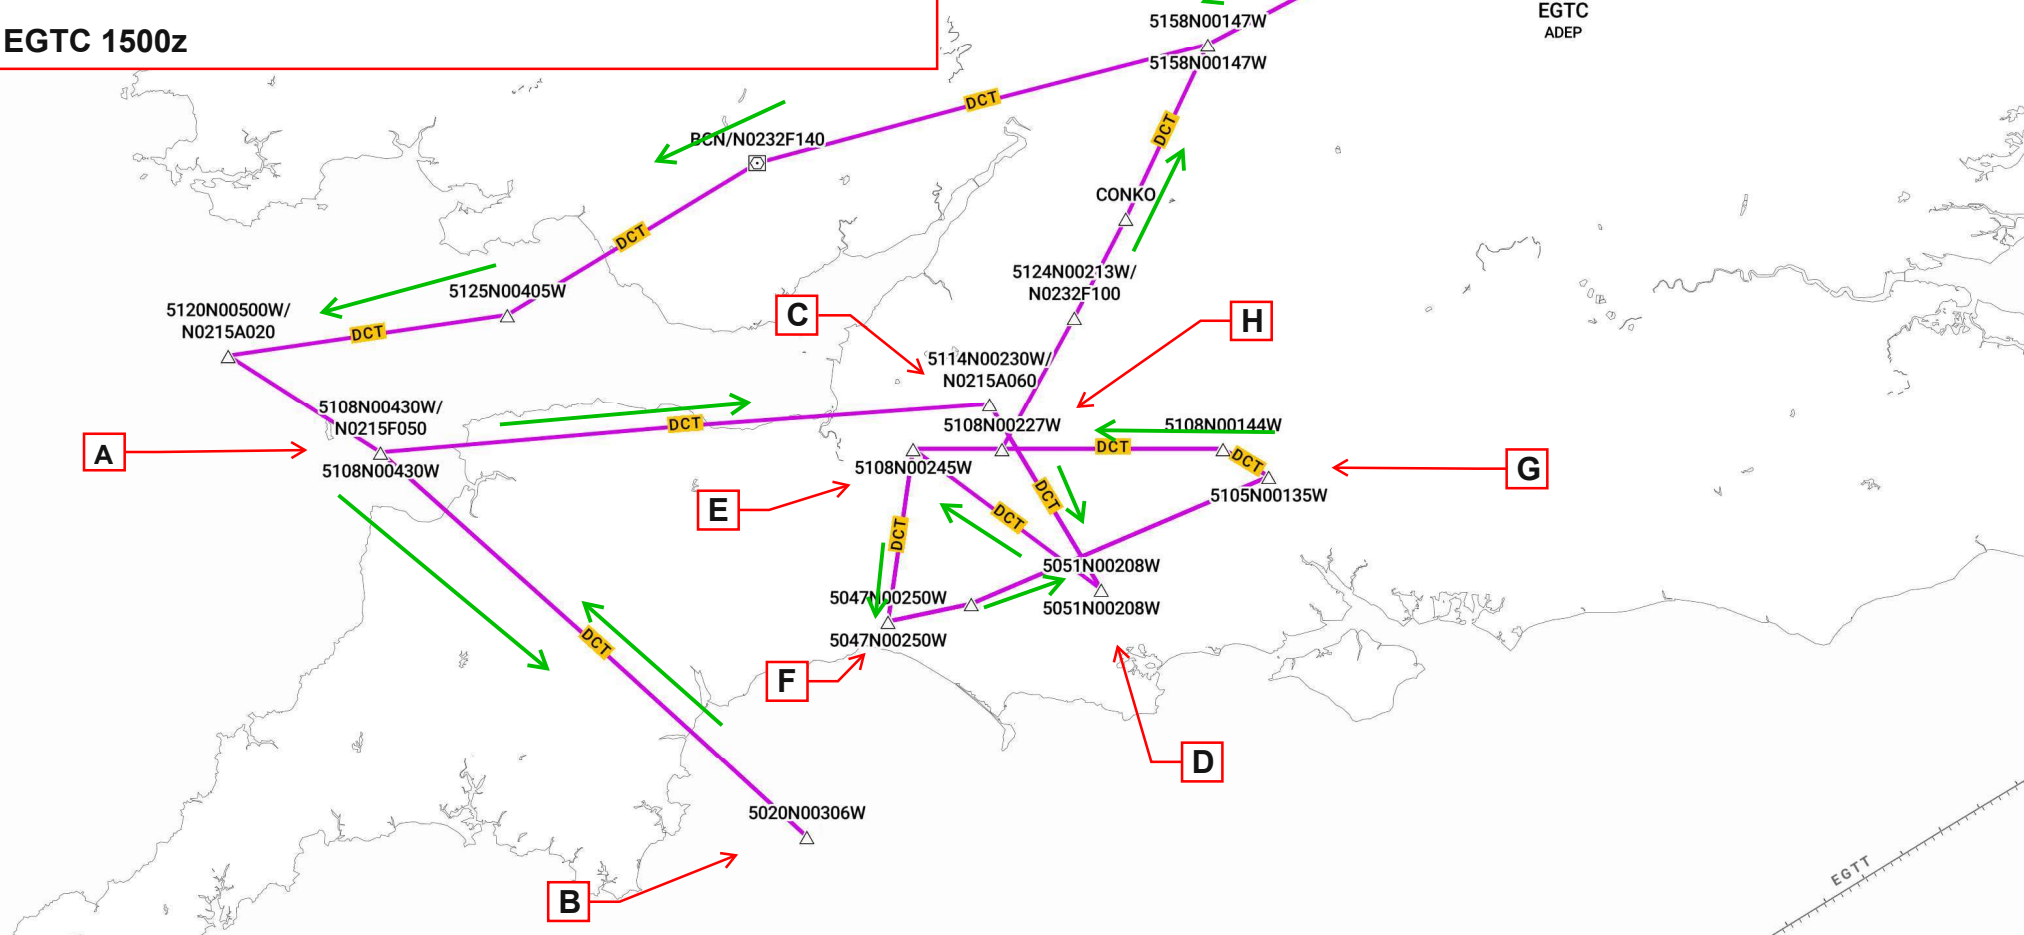 EGTC 1500z
EGTC
ADEP
5158N00147W
5158N00147W
DCT
DCT
BCN/N0232F140
CONKO
DCT
5124N00213W/
N0232F100
5125N00405W
5120N00500W/
N0215A020
DCT
C
H
5114N00230W/
N0215A060
5108N00430W/
N0215F050
DCT
5108N00227W
5108N00144W
DCT
DCT
A
5108N00430W
5108N00245W
G
5105N00135W
E
DCT
DCT
DCT
5051N00208W
5051N00208W
5047N00250W
5047N00250W
DCT
F
D
5020N00306W
B
EGTT